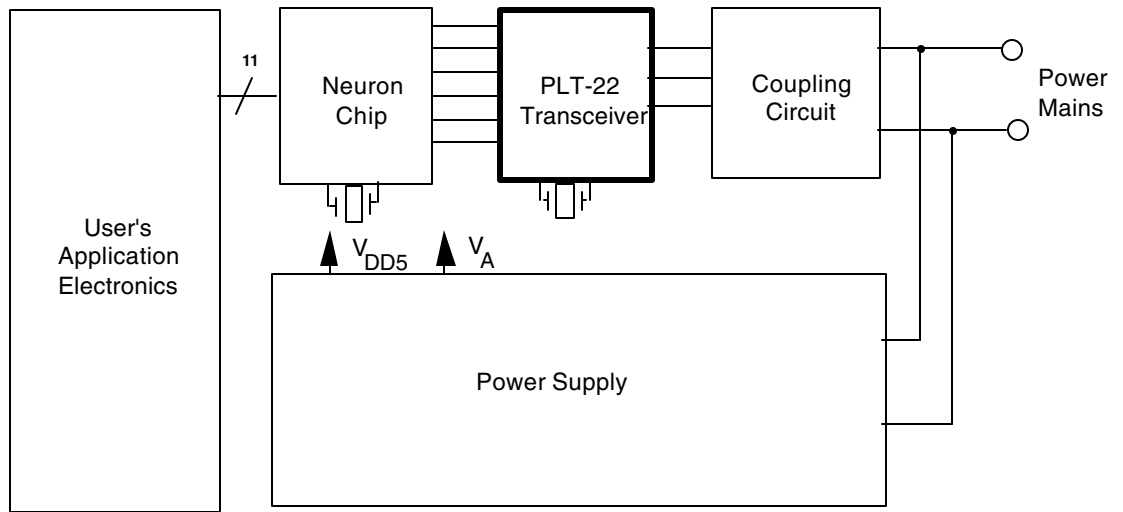 11
Neuron
Chip
PLT-22
Transceiver
Coupling
Circuit
Power
Mains
User's
Application
Electronics
VDD5
VA
Power Supply